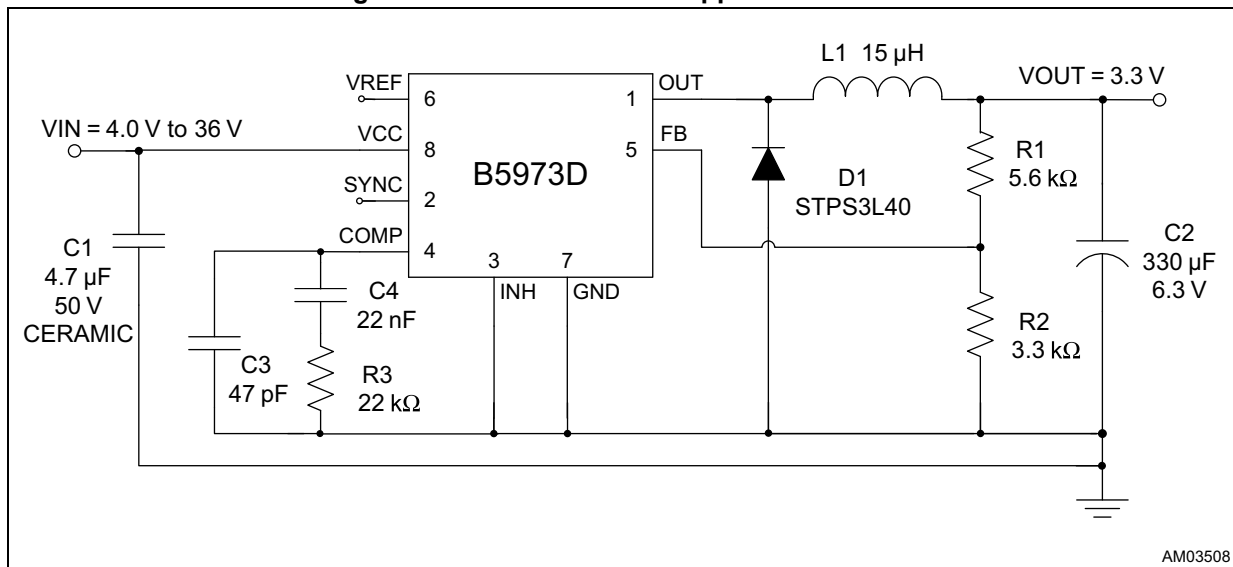 VREF
6
VIN = 4.0 V to 36 V
VCC
8
SYNC
2
COMP
4
B5973D
OUT
1
FB
5
3
INH
7
GND
L1 15 µH
VOUT = 3.3 V
D1
STPS3L40
R1
5.6 kΩ
R2
3.3 kΩ
C2
330 µF
6.3 V
C1
4.7 µF
50 V
CERAMIC
C4
22 nF
C3
47 pF
R3
22 kΩ
AM03508